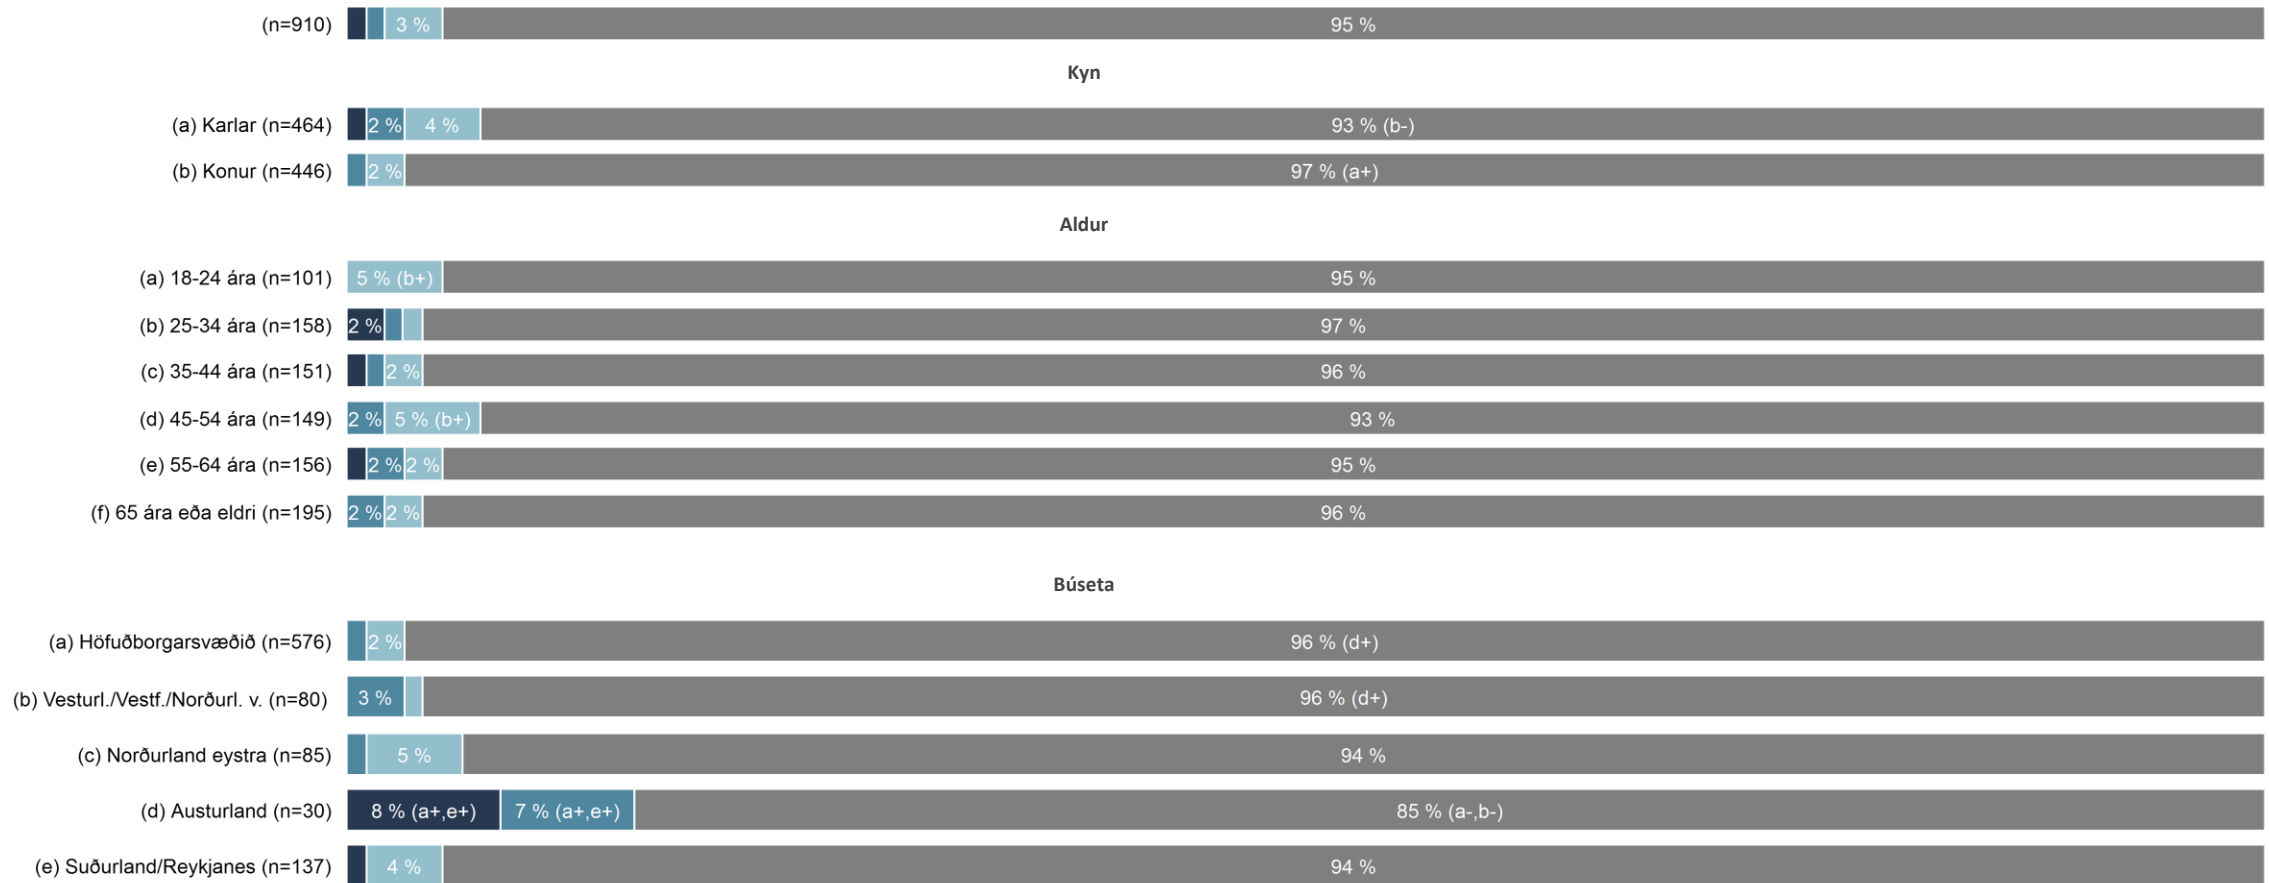 (n=910) 3 % 95 %
Kyn
(a) Karlar (n=464) 2 % 4 % 93 % (b-)
(b) Konur (n=446) 2 % 97 % (a+)
Aldur
(a) 18-24 ára (n=101) 5 % (b+) 95 %
(b) 25-34 ára (n=158) 2 % 97 %
(c) 35-44 ára (n=151) 2 % 96 %
(d) 45-54 ára (n=149) 2 % 5 % (b+) 93 %
(e) 55-64 ára (n=156) 2 % 2 % 95 %
(f) 65 ára eða eldri (n=195) 2 % 2 % 96 %
Búseta
(a) Höfuðborgarsvæðið (n=576) 2 % 96 % (d+)
(b) Vesturl./Vestf./Norðurl. v. (n=80) 3 % 96 % (d+)
(c) Norðurland eystra (n=85) 5 % 94 %
(d) Austurland (n=30) 8 % (a+,e+) 7 % (a+,e+) 85 % (a-,b-)
(e) Suðurland/Reykjanes (n=137) 4 % 94 %